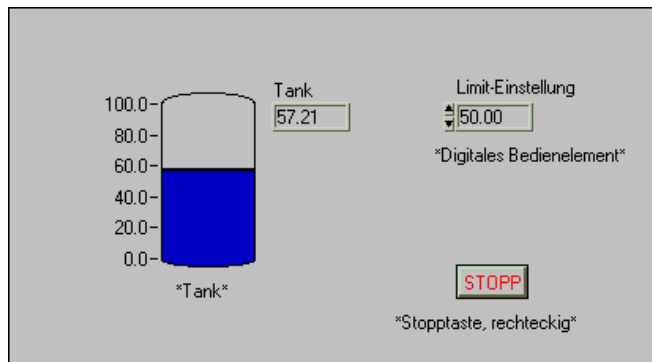 Tank
57.21
Limit-Einstellung
50.00
*Digitales Bedienelement*
100.0
80.0
60.0
40.0
20.0
0.0
*Tank*
STOPP
*Stopptaste, rechteckig*